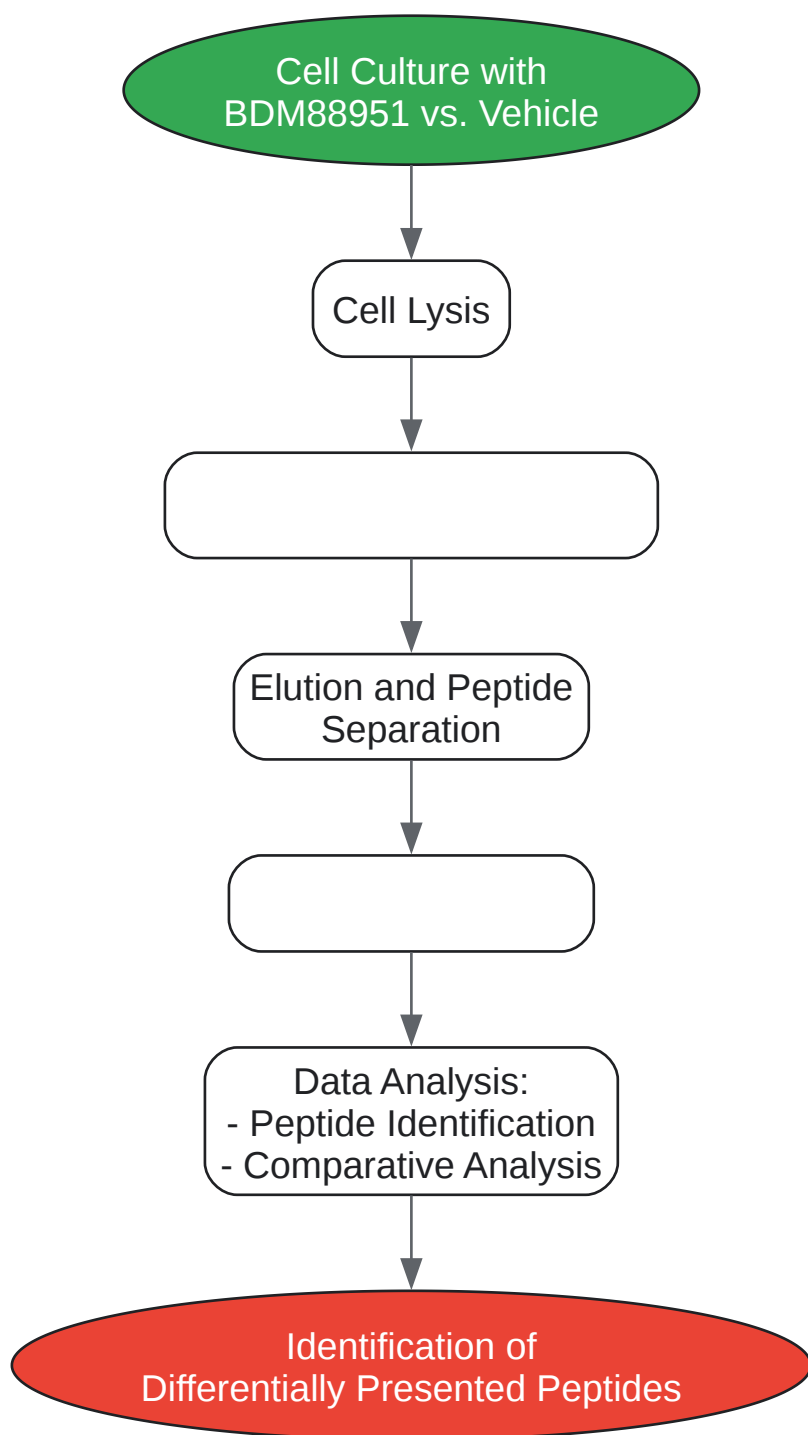 Cell Culture with
BDM88951 vs. Vehicle
Cell Lysis
Elution and Peptide
Separation
Data Analysis:
- Peptide Identification
- Comparative Analysis
Identification of
Differentially Presented Peptides